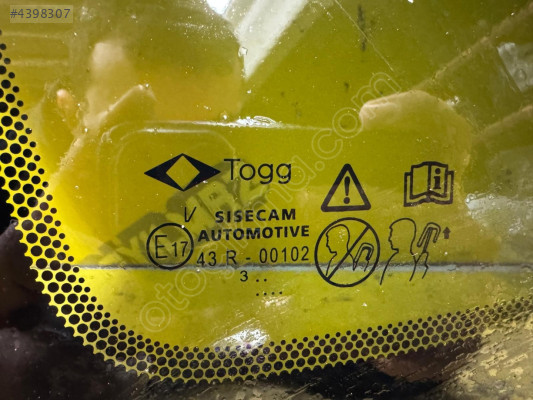 #4398307
Togg
V SISECAM
AUTOMOTIVE
E17 43 R - 00102
3 ..
....